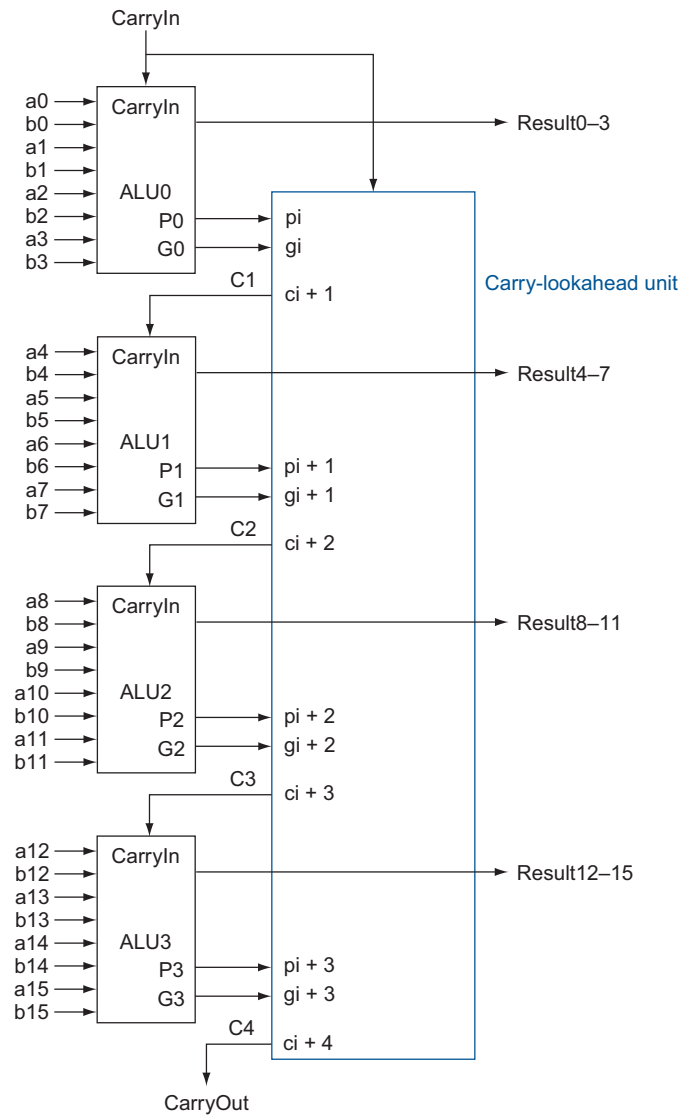 CarryIn
a0
b0
a1
b1
a2
b2
a3
b3
CarryIn
ALU0
P0
G0
Result0–3
pi
gi
C1
ci + 1
Carry-lookahead unit
a4
b4
a5
b5
a6
b6
a7
b7
CarryIn
ALU1
P1
G1
Result4–7
pi + 1
gi + 1
C2
ci + 2
a8
b8
a9
b9
a10
b10
a11
b11
CarryIn
ALU2
P2
G2
Result8–11
pi + 2
gi + 2
C3
ci + 3
a12
b12
a13
b13
a14
b14
a15
b15
CarryIn
ALU3
P3
G3
Result12–15
pi + 3
gi + 3
C4
ci + 4
CarryOut